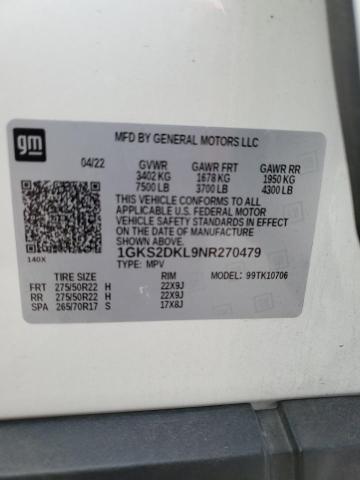 gm
MFD BY GENERAL MOTORS LLC
04/22 GVWR GAWR FRT GAWR RR
3402 KG 1678 KG 1950 KG
7500 LB 3700 LB 4300 LB
THIS VEHICLE CONFORMS TO ALL
APPLICABLE U.S. FEDERAL MOTOR
VEHICLE SAFETY STANDARDS IN EFFECT
ON THE DATE OF MANUFACTURE SHOWN ABOVE.
1GKS2DKL9NR270479
140X TYPE: MPV MODEL: 99TK10706
TIRE SIZE RIM
FRT 275/50R22 H 22X9J
RR 275/50R22 H 22X9J
SPA 265/70R17 S 17X8J